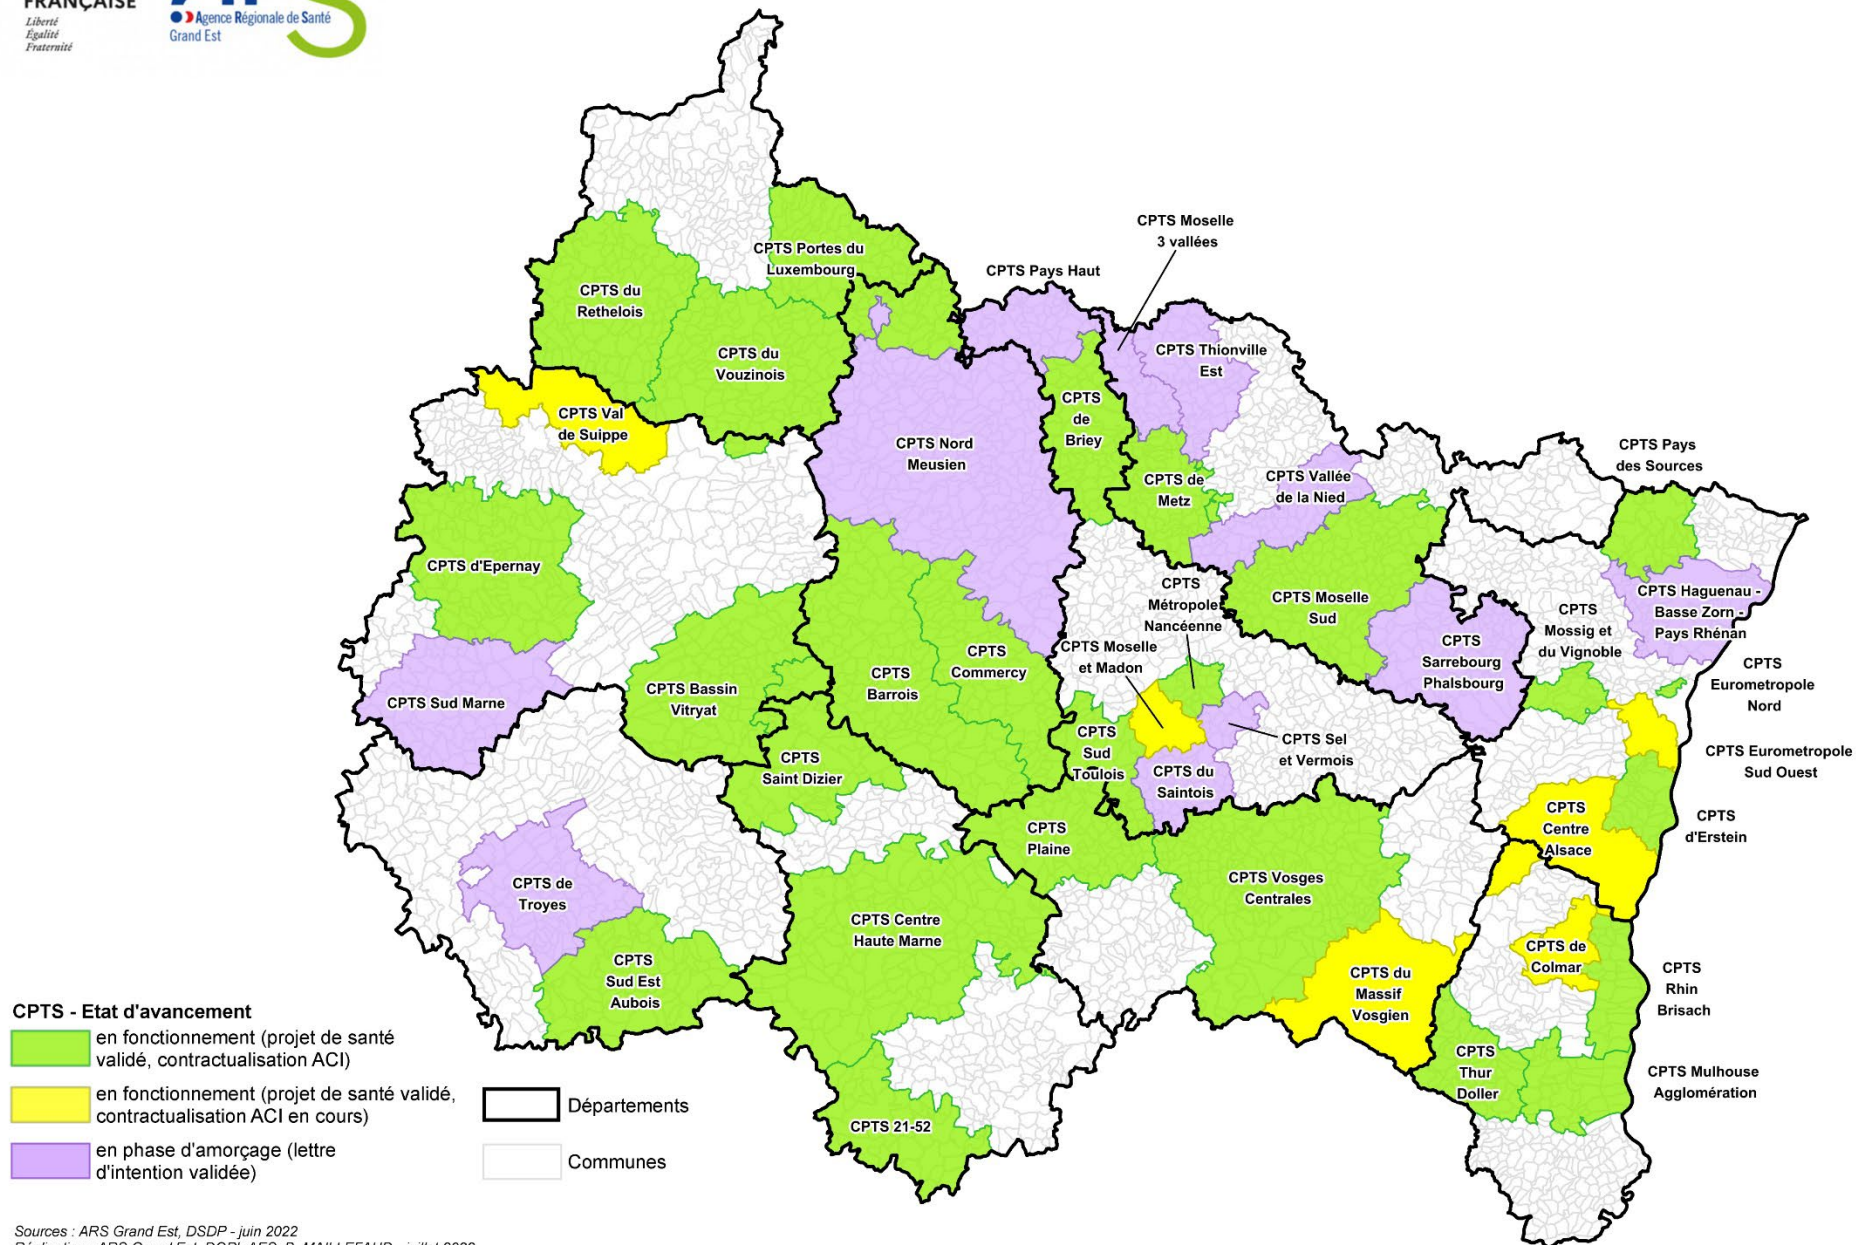 FRANÇAISE
Liberté
Égalité
Fraternité
Agence Régionale de Santé
Grand Est
CPTS Moselle
3 vallées
CPTS Portes du
Luxembourg
CPTS Pays Haut
CPTS du
Rethelois
CPTS du
Vouzinois
CPTS Thionville
Est
CPTS
de
Briey
CPTS Val
de Suippe
CPTS Nord
Meusien
CPTS Pays
des Sources
CPTS de
Metz
CPTS Vallée
de la Nied
CPTS d'Epernay
CPTS
Métropole
Nancéenne
CPTS Moselle
Sud
CPTS Haguenau -
Basse Zorn -
Pays Rhénan
CPTS
Mossig et
du Vignoble
CPTS
Sarrebourg
Phalsbourg
CPTS Moselle
et Madon
CPTS
Commercy
CPTS
Barrois
CPTS Bassin
Vitryat
CPTS Sud Marne
CPTS
Eurometropole
Nord
CPTS
Sud
Toulois
CPTS Sel
et Vermois
CPTS Eurometropole
Sud Ouest
CPTS
Saint Dizier
CPTS du
Saintois
CPTS
Centre
Alsace
CPTS
d'Erstein
CPTS
Plaine
CPTS de
Troyes
CPTS Vosges
Centrales
CPTS Centre
Haute Marne
CPTS de
Colmar
CPTS
Sud Est
Aubois
CPTS du
Massif
Vosgien
CPTS
Rhin
Brisach
CPTS
Thur
Doller
CPTS Mulhouse
Agglomération
CPTS 21-52
CPTS - Etat d'avancement
en fonctionnement (projet de santé
validé, contractualisation ACI)
en fonctionnement (projet de santé validé,
contractualisation ACI en cours)
en phase d'amorçage (lettre
d'intention validée)
Départements
Communes
Sources : ARS Grand Est, DSDP - juin 2022